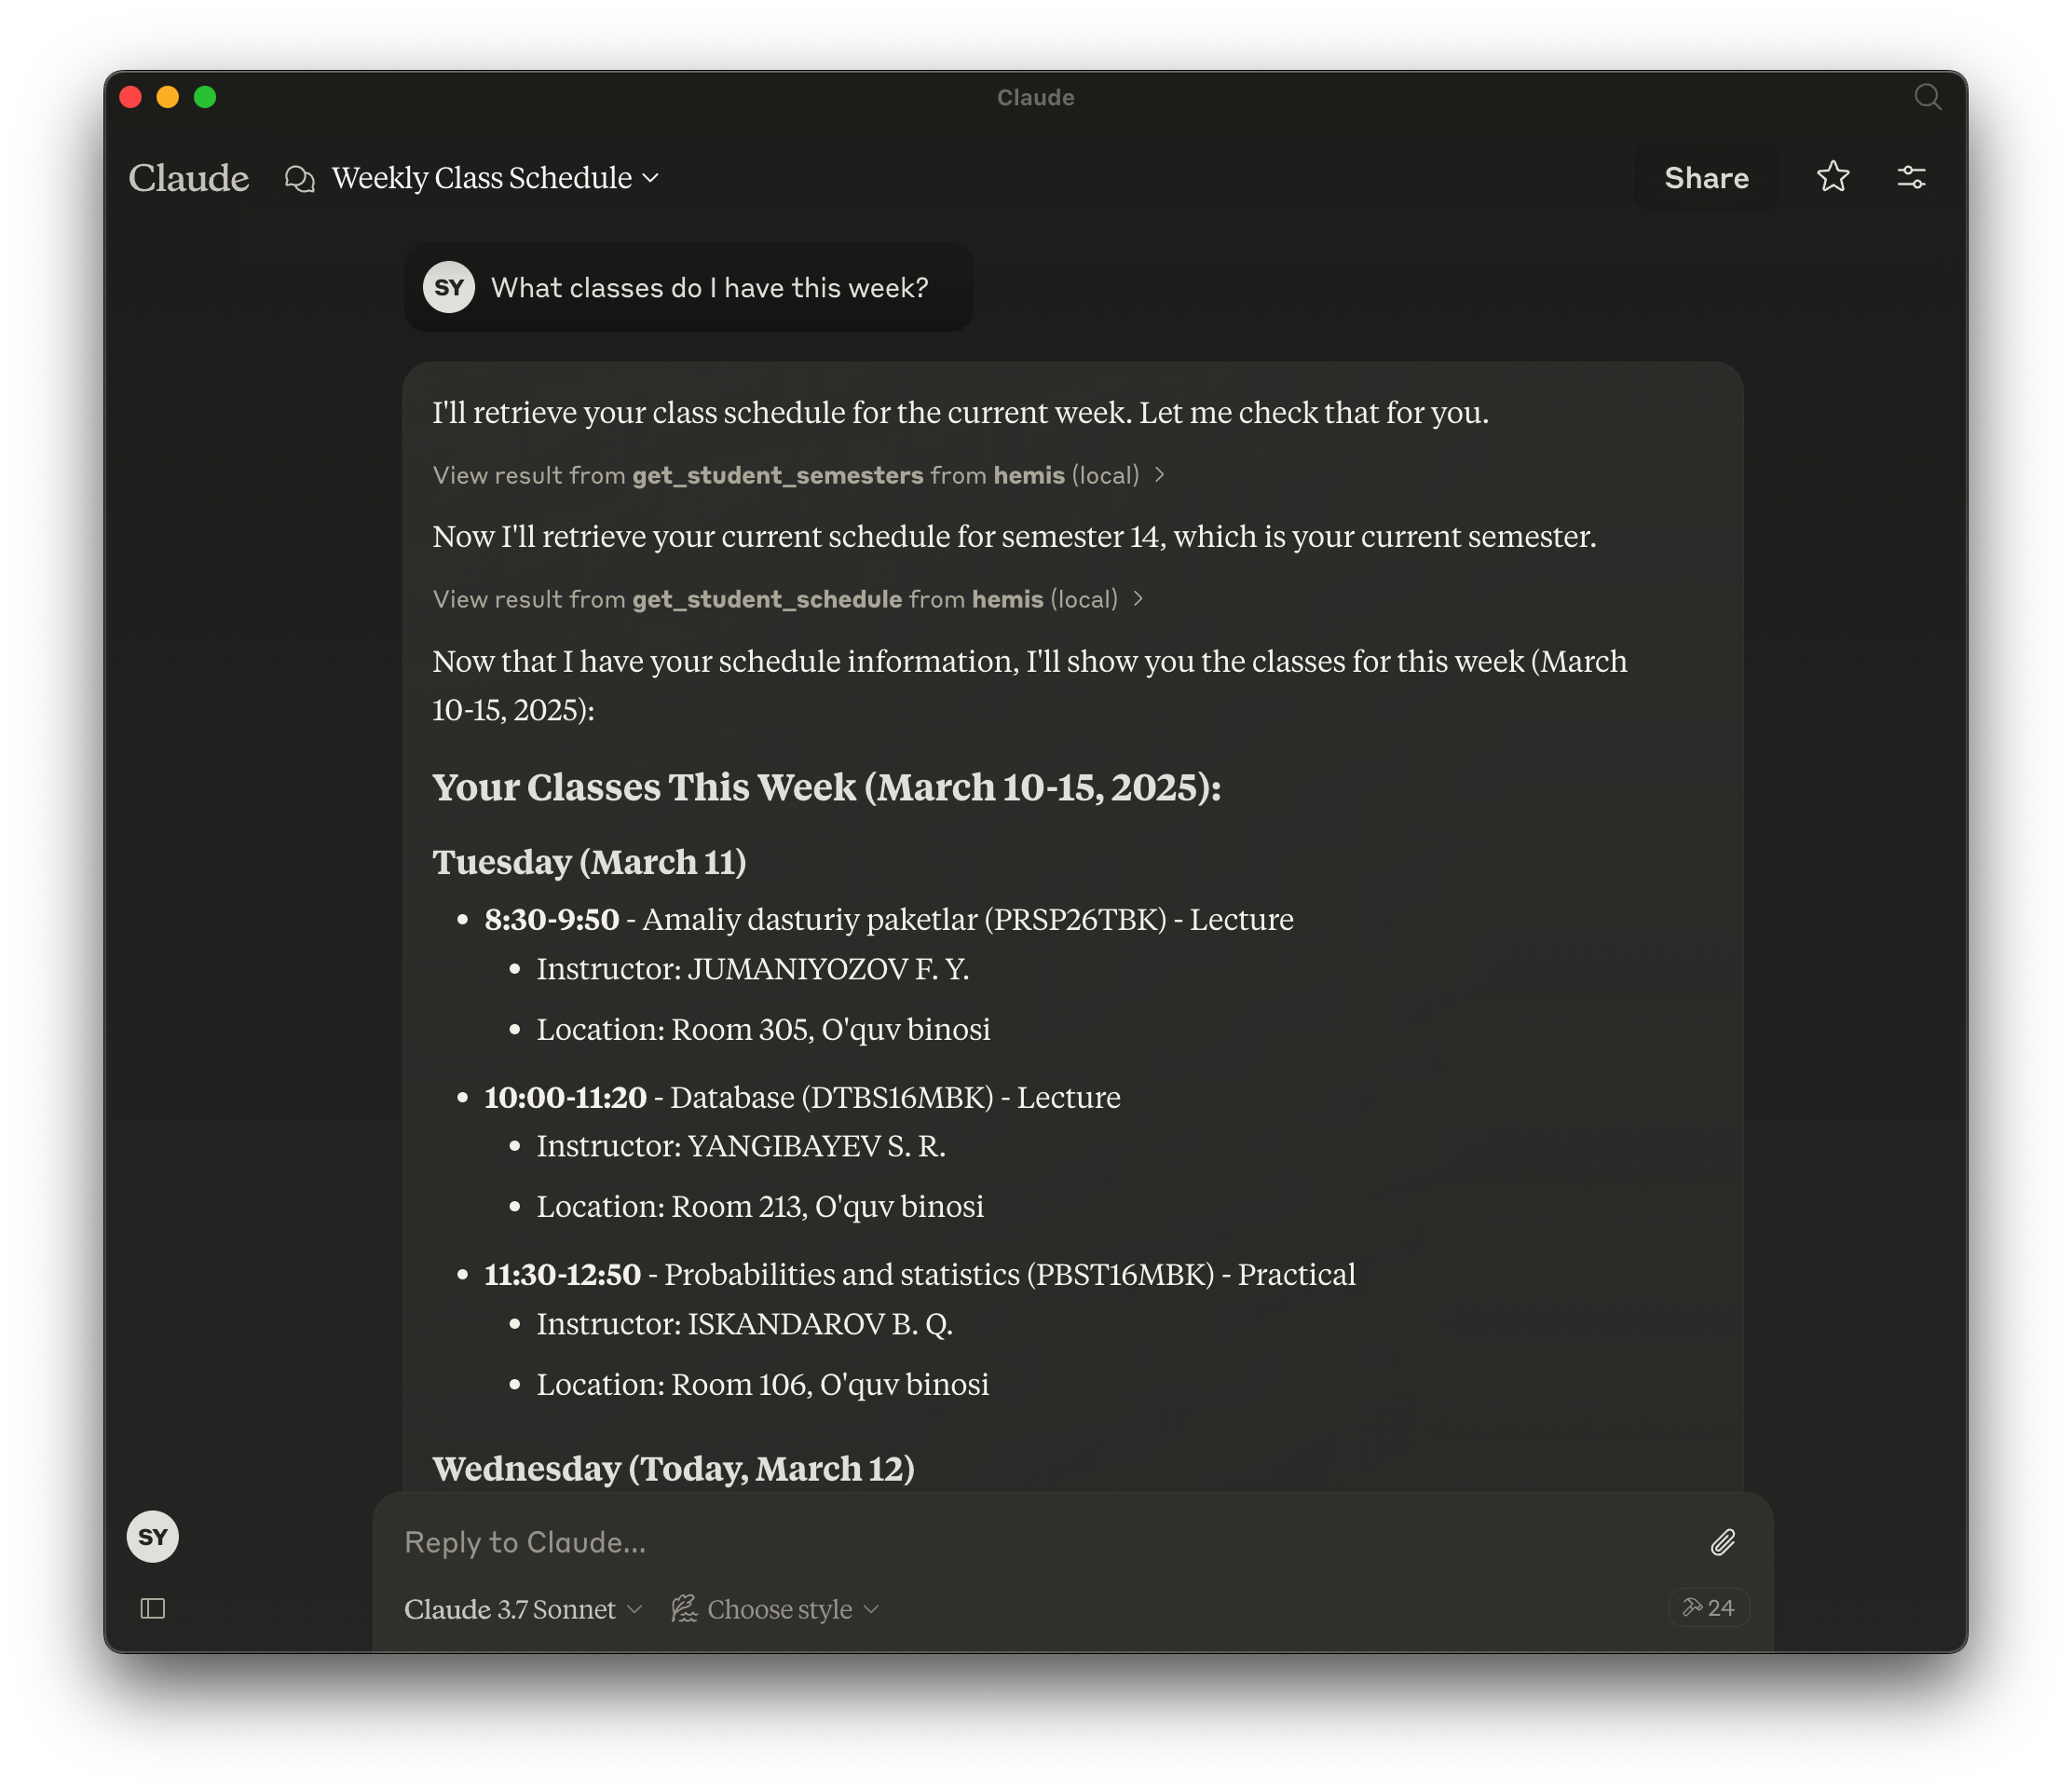 Claude
Claude
Weekly Class Schedule
Share
SY
What classes do I have this week?
I'll retrieve your class schedule for the current week. Let me check that for you.
View result from get_student_semesters from hemis (local)
Now I'll retrieve your current schedule for semester 14, which is your current semester.
View result from get_student_schedule from hemis (local)
Now that I have your schedule information, I'll show you the classes for this week (March
10-15, 2025):
Your Classes This Week (March 10-15, 2025):
Tuesday (March 11)
• 8:30-9:50 - Amaliy dasturiy paketlar (PRSP26TBK) - Lecture
• Instructor: JUMANIYOZOV F. Y.
• Location: Room 305, O'quv binosi
• 10:00-11:20 - Database (DTBS16MBK) - Lecture
• Instructor: YANGIBAYEV S. R.
• Location: Room 213, O'quv binosi
• 11:30-12:50 - Probabilities and statistics (PBST16MBK) - Practical
• Instructor: ISKANDAROV B. Q.
• Location: Room 106, O'quv binosi
Wednesday (Today, March 12)
SY
Reply to Claude...
Claude 3.7 Sonnet
Choose style
24